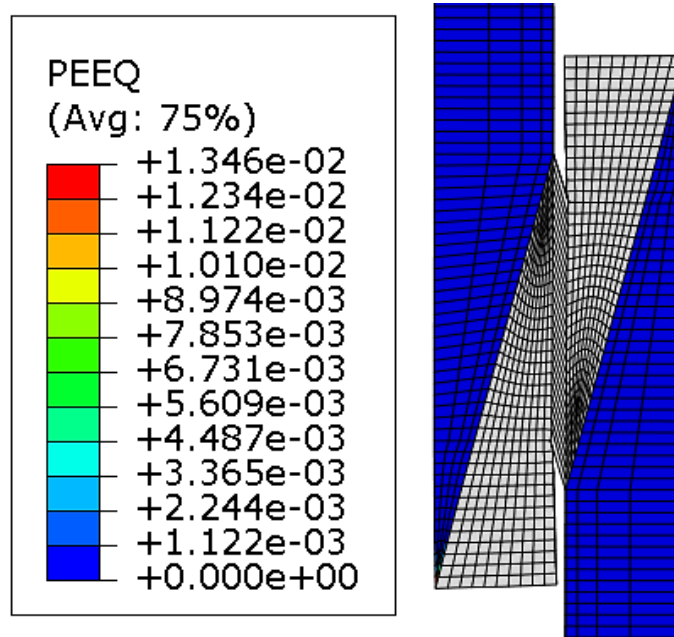 PEEQ
(Avg: 75%)
+1.346e-02
+1.234e-02
+1.122e-02
+1.010e-02
+8.974e-03
+7.853e-03
+6.731e-03
+5.609e-03
+4.487e-03
+3.365e-03
+2.244e-03
+1.122e-03
+0.000e+00